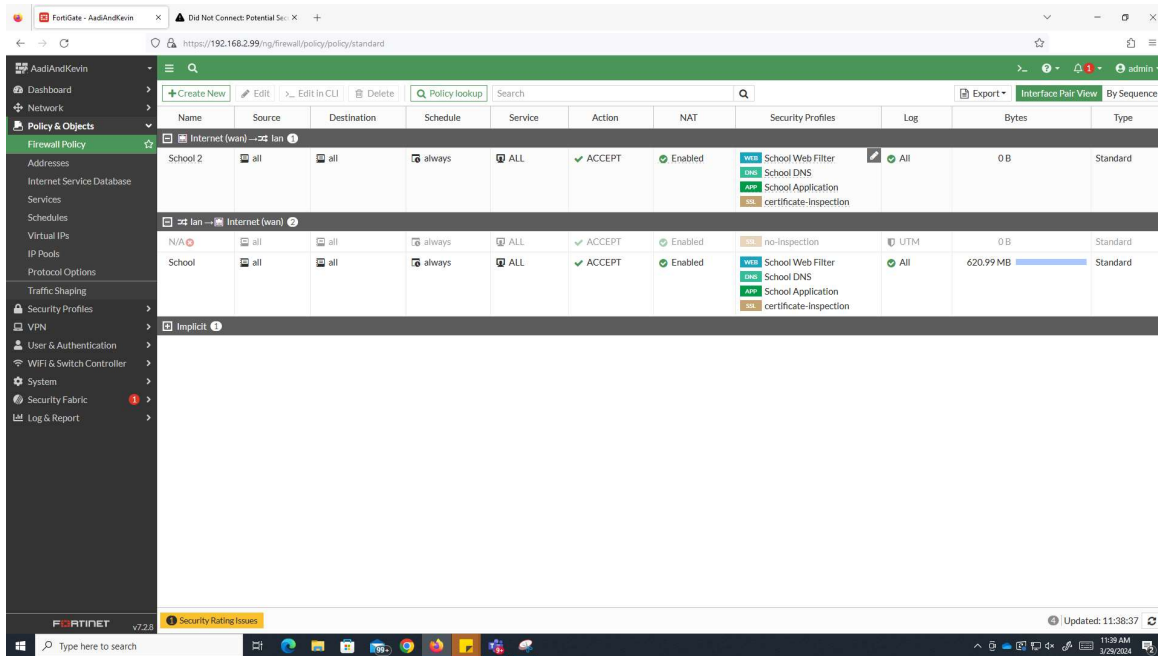 FortiGate - AadiAndKevin
Did Not Connect: Potential Sec
https://192.168.2.99/ng/firewall/policy/policy/standard
AadiAndKevin
admin
1
Dashboard
Network
Policy & Objects
Firewall Policy
Addresses
Internet Service Database
Services
Schedules
Virtual IPs
IP Pools
Protocol Options
Traffic Shaping
Security Profiles
VPN
User & Authentication
WiFi & Switch Controller
System
Security Fabric 1
Log & Report
FORTINET v7.2.8
+ Create New Edit >_ Edit in CLI Delete Policy lookup Search Export Interface Pair View By Sequence
Name Source Destination Schedule Service Action NAT Security Profiles Log Bytes Type
Internet (wan) → lan 1
School 2 all all always ALL ACCEPT Enabled WEB School Web Filter All 0 B Standard
DNS School DNS
APP School Application
SSL certificate-inspection
lan → Internet (wan) 2
N/A all all always ALL ACCEPT Enabled SSL no-inspection UTM 0 B Standard
School all all always ALL ACCEPT Enabled WEB School Web Filter All 620.99 MB Standard
DNS School DNS
APP School Application
SSL certificate-inspection
Implicit 1
1 Security Rating Issues
4 Updated: 11:38:37
Type here to search
99+
11:39 AM
3/29/2024